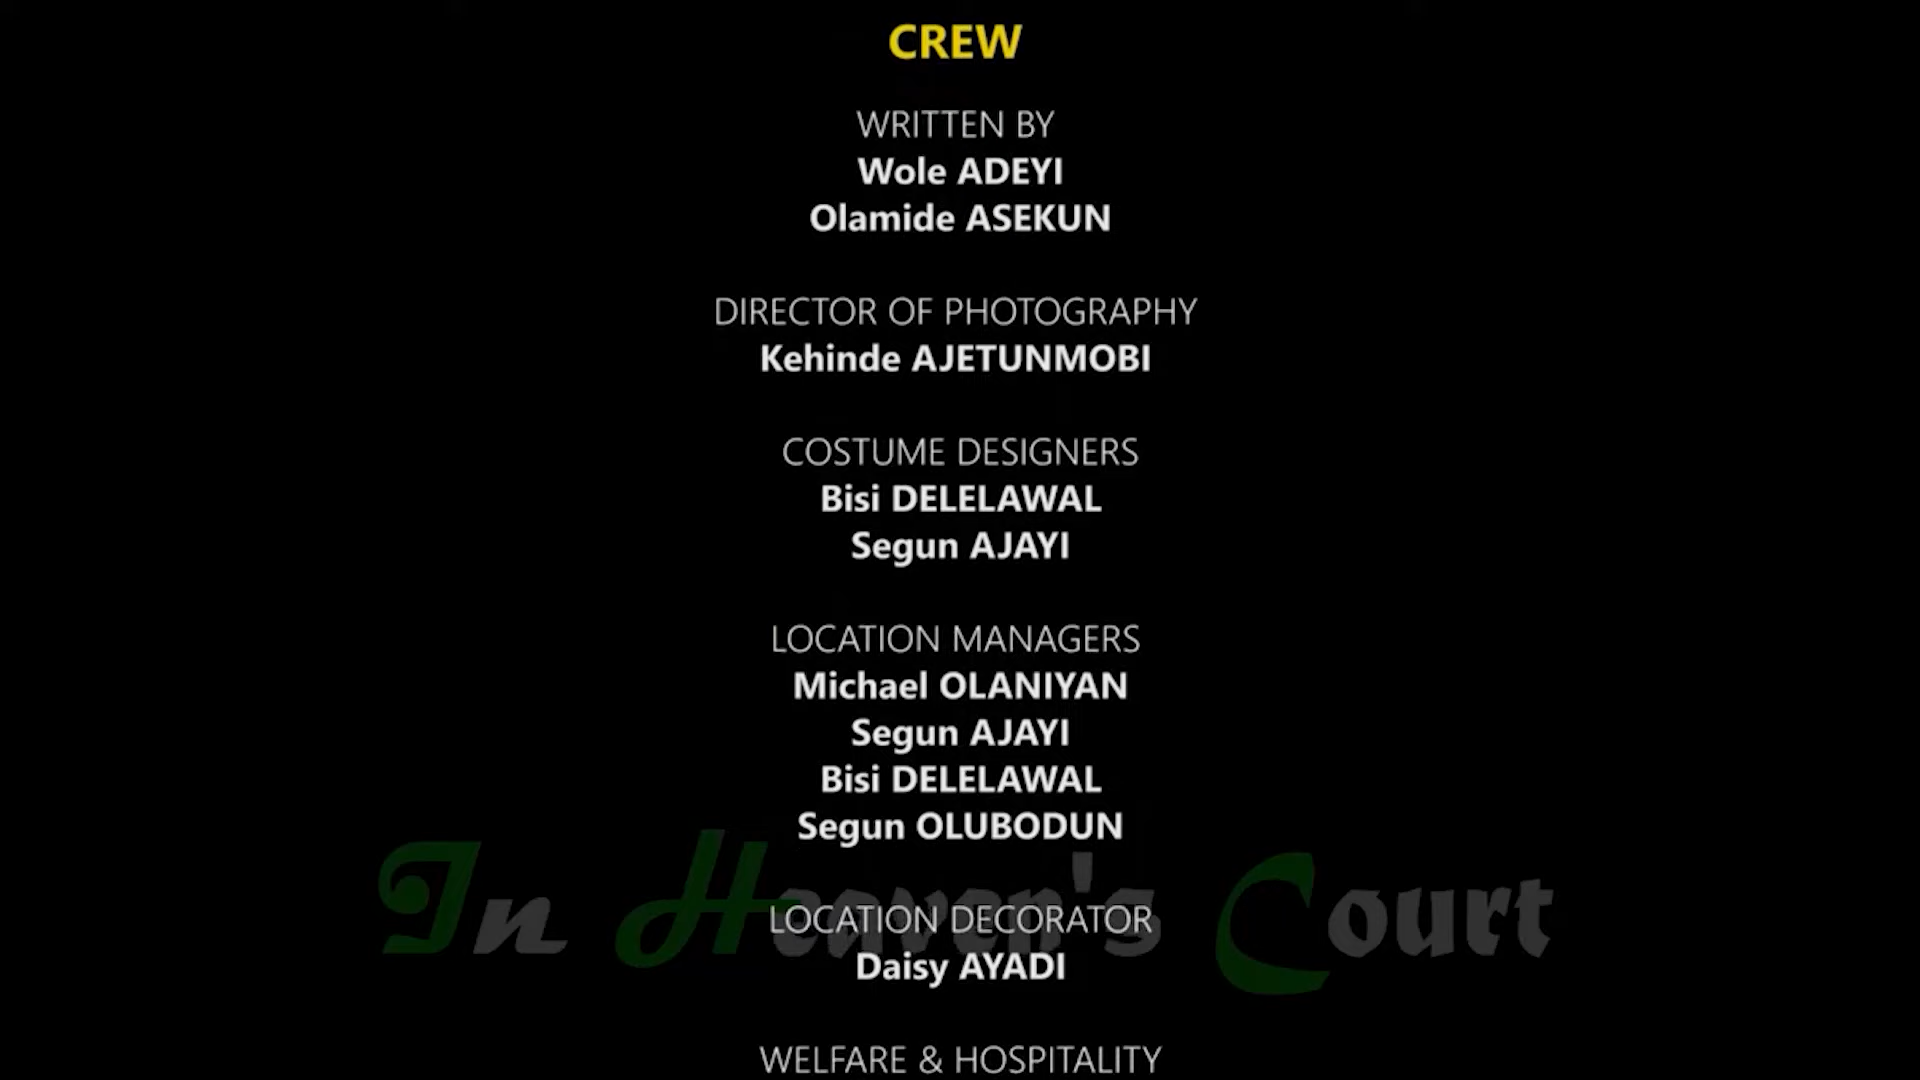 CREW
WRITTEN BY
Wole ADEYI
Olamide ASEKUN
DIRECTOR OF PHOTOGRAPHY
Kehinde AJETUNMOBI
COSTUME DESIGNERS
Bisi DELELAWAL
Segun AJAYI
LOCATION MANAGERS
Michael OLANIYAN
Segun AJAYI
Bisi DELELAWAL
Segun OLUBODUN
In Heaven's Court
LOCATION DECORATOR
Daisy AYADI
WELFARE & HOSPITALITY